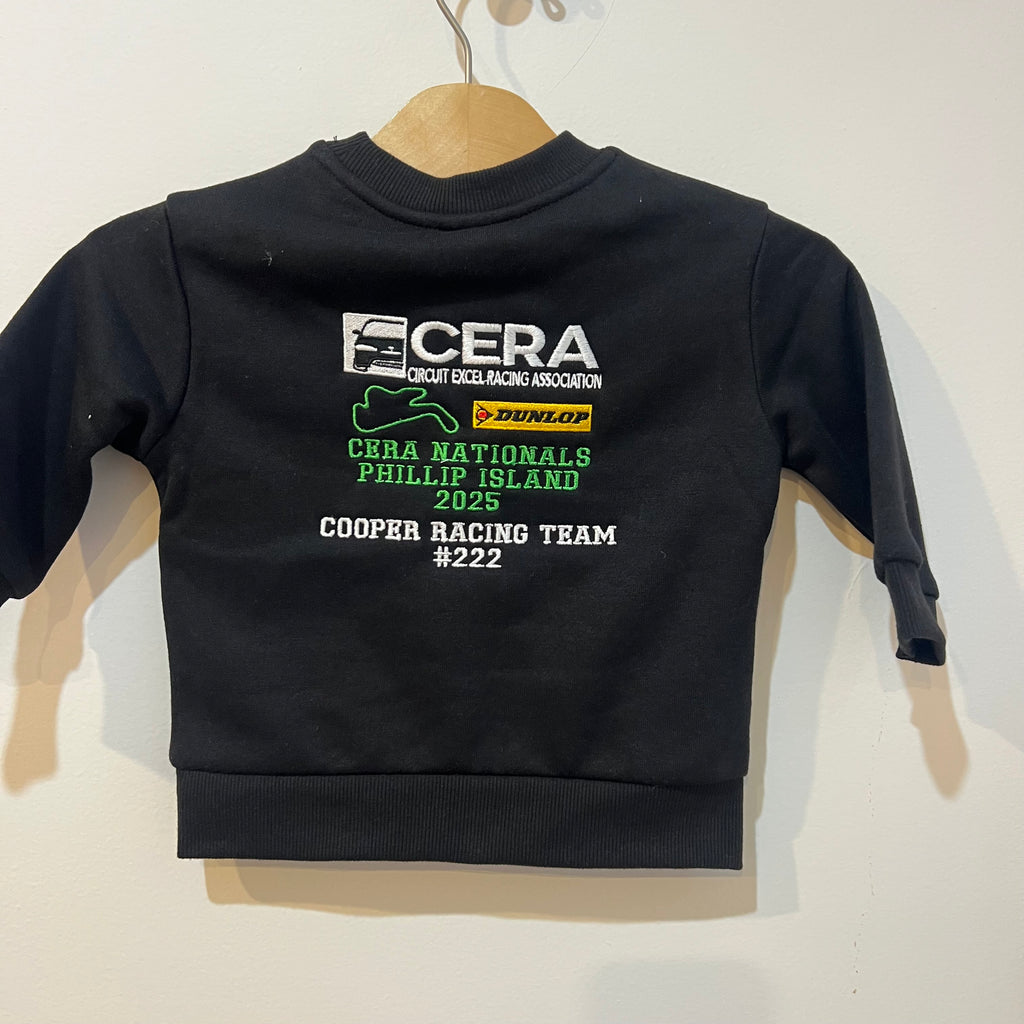 CERA
CIRCUIT EXCEL RACING ASSOCIATION
DUNLOP
CERA NATIONALS
PHILLIP ISLAND
2025
COOPER RACING TEAM
#222